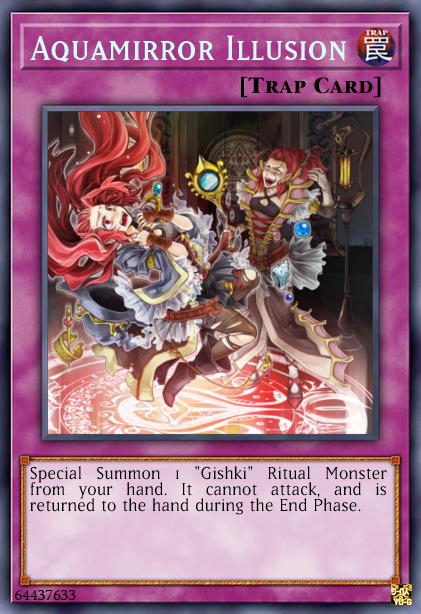 Aquamirror Illusion
TRAP
罠
[Trap Card]
Special Summon 1 "Gishki" Ritual Monster
from your hand. It cannot attack, and is
returned to the hand during the End Phase.
64437633